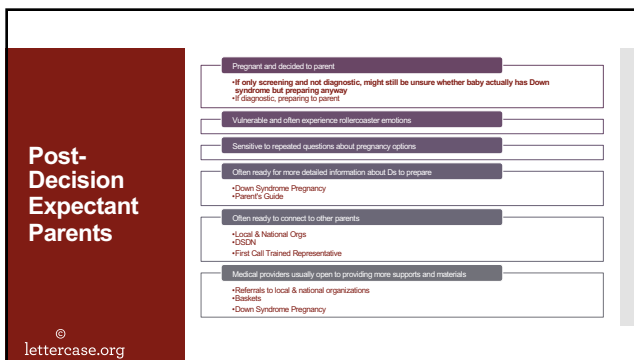 Post-
Decision
Expectant
Parents
©
lettercase.org
Pregnant and decided to parent
•If only screening and not diagnostic, might still be unsure whether baby actually has Down
syndrome but preparing anyway
•If diagnostic, preparing to parent
Vulnerable and often experience rollercoaster emotions
Sensitive to repeated questions about pregnancy options
Often ready for more detailed information about Ds to prepare
•Down Syndrome Pregnancy
•Parent's Guide
Often ready to connect to other parents
•Local & National Orgs
•DSDN
•First Call Trained Representative
Medical providers usually open to providing more supports and materials
•Referrals to local & national organizations
•Baskets
•Down Syndrome Pregnancy